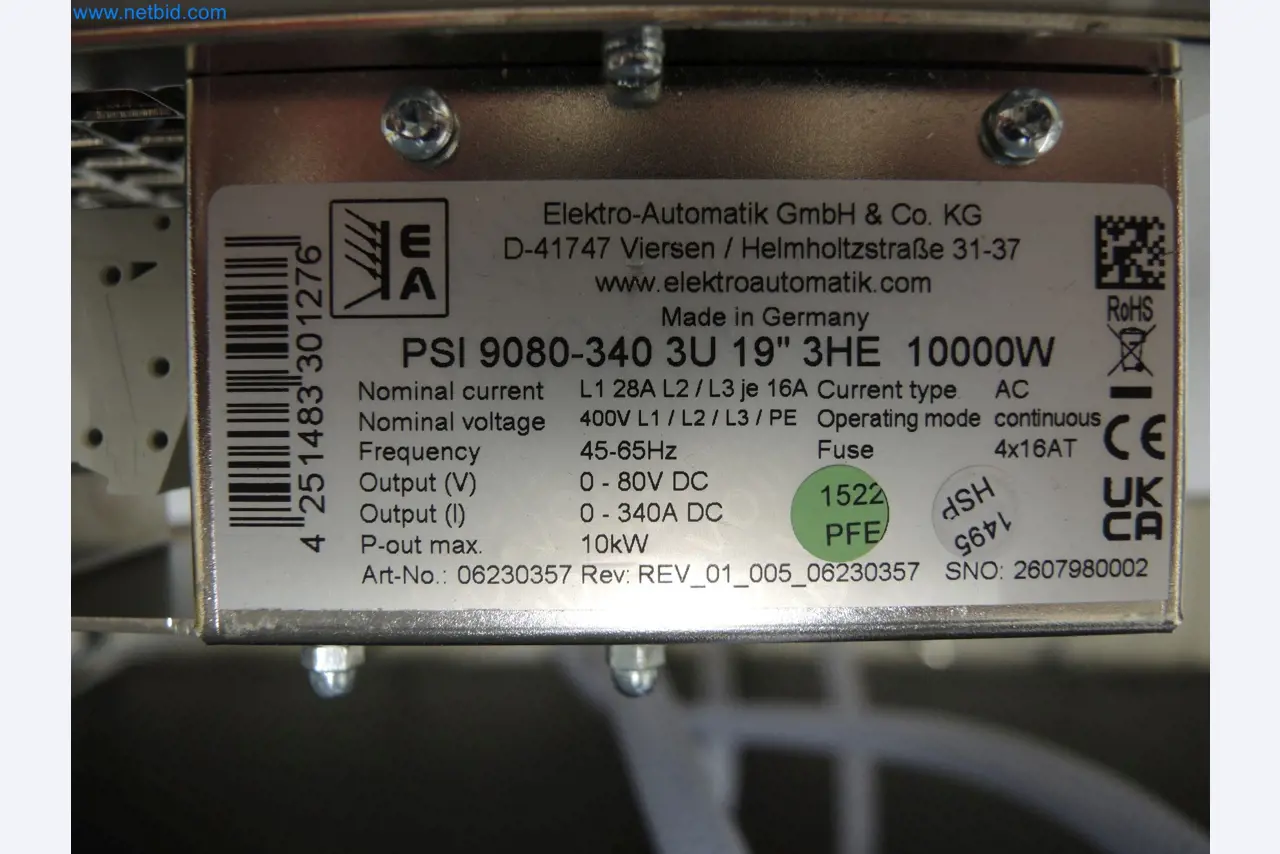 www.netbid.com
EA
Elektro-Automatik GmbH & Co. KG
D-41747 Viersen / Helmholtzstraße 31-37
www.elektroautomatik.com
Made in Germany
PSI 9080-340 3U 19" 3HE 10000W
Nominal current L1 28A L2 / L3 je 16A Current type AC
Nominal voltage 400V L1 / L2 / L3 / PE Operating mode continuous
Frequency 45-65Hz Fuse 4x16AT
Output (V) 0 - 80V DC
Output (I) 0 - 340A DC
P-out max. 10kW
Art-No.: 06230357 Rev: REV_01_005_06230357 SNO: 2607980002
4 251483 301276
1522
PFE
HSP
1495
RoHS
CE
UK
CA